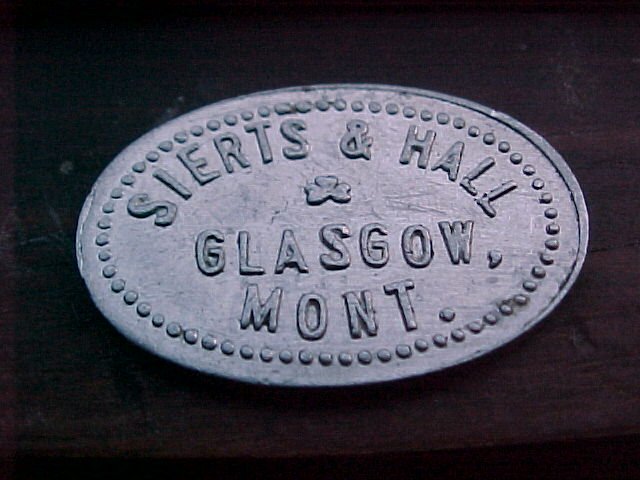 SIERTS & HALL
GLASGOW,
MONT.